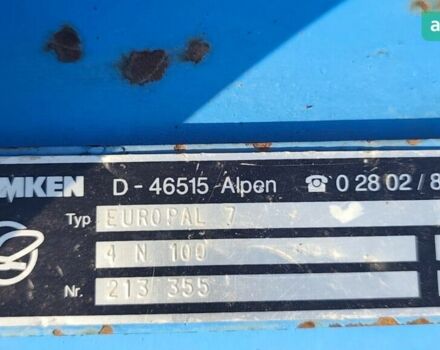 MKEN D-46515 Alpen ☎ 0 28 02/8
Typ EUROPAL 7
4 N 100
Nr. 213 355